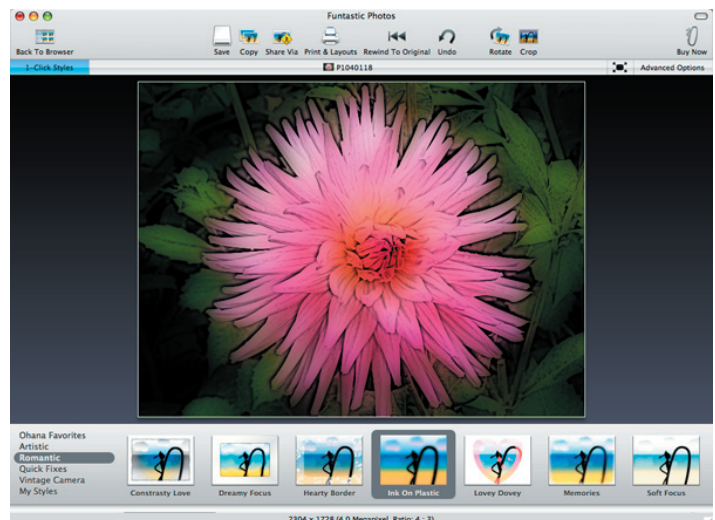 Funtastic Photos
Back To Browser
Save Copy Share Via Print & Layouts Rewind To Original Undo Rotate Crop Buy Now
1-Click Styles P1040118 Advanced Options
Ohana Favorites
Artistic
Romantic
Quick Fixes
Vintage Camera
My Styles
Constrasty Love Dreamy Focus Hearty Border Ink On Plastic Lovey Dovey Memories Soft Focus
2304 x 1728 (4.0 Megapixel, Ratio: 4 : 3)